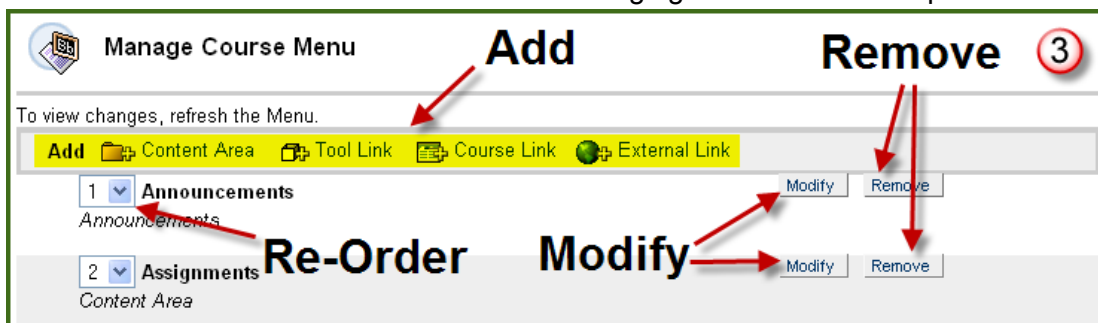 Manage Course Menu Add Remove 3
To view changes, refresh the Menu.
Add Content Area Tool Link Course Link External Link
1 Announcements Modify Remove
Announcements
Re-Order Modify
2 Assignments Modify Remove
Content Area